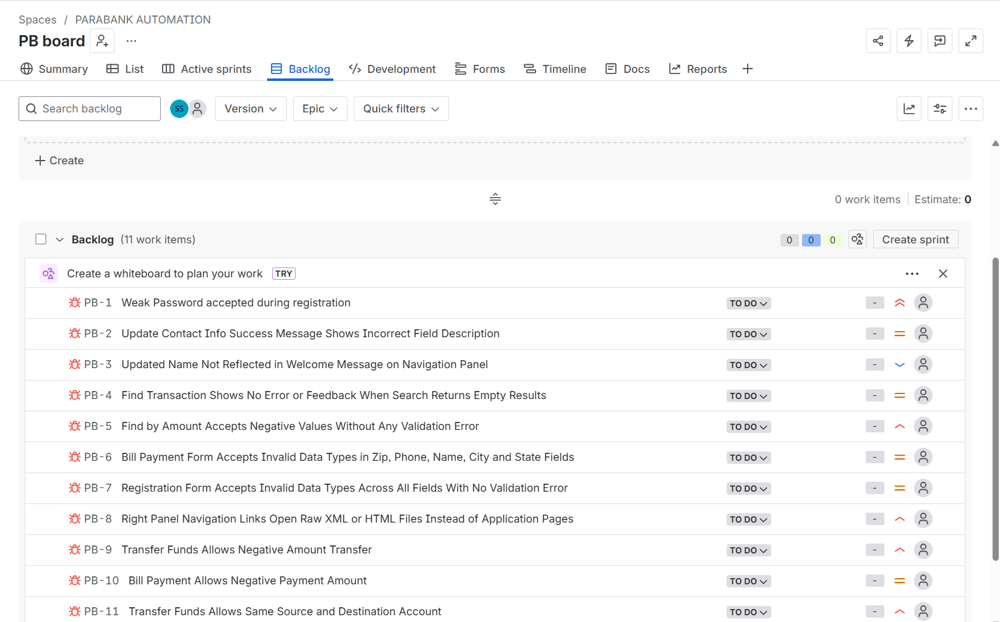 Spaces / PARABANK AUTOMATION
PB board
Summary List Active sprints Backlog Development Forms Timeline Docs Reports
Search backlog SS Version Epic Quick filters
Create
0 work items Estimate: 0
Backlog (11 work items) 0 0 0 Create sprint
Create a whiteboard to plan your work TRY
PB-1 Weak Password accepted during registration TO DO -
PB-2 Update Contact Info Success Message Shows Incorrect Field Description TO DO -
PB-3 Updated Name Not Reflected in Welcome Message on Navigation Panel TO DO -
PB-4 Find Transaction Shows No Error or Feedback When Search Returns Empty Results TO DO -
PB-5 Find by Amount Accepts Negative Values Without Any Validation Error TO DO -
PB-6 Bill Payment Form Accepts Invalid Data Types in Zip, Phone, Name, City and State Fields TO DO -
PB-7 Registration Form Accepts Invalid Data Types Across All Fields With No Validation Error TO DO -
PB-8 Right Panel Navigation Links Open Raw XML or HTML Files Instead of Application Pages TO DO -
PB-9 Transfer Funds Allows Negative Amount Transfer TO DO -
PB-10 Bill Payment Allows Negative Payment Amount TO DO -
PB-11 Transfer Funds Allows Same Source and Destination Account TO DO -